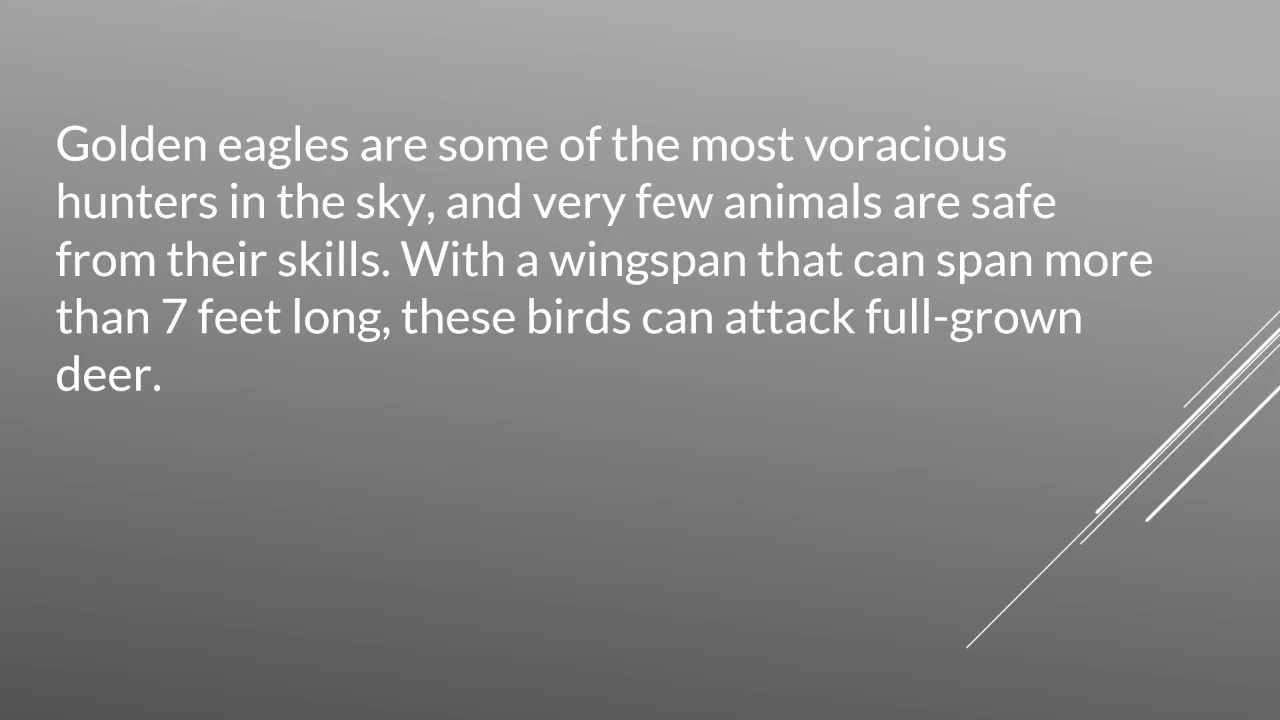 Golden eagles are some of the most voracious
hunters in the sky, and very few animals are safe
from their skills. With a wingspan that can span more
than 7 feet long, these birds can attack full-grown
deer.